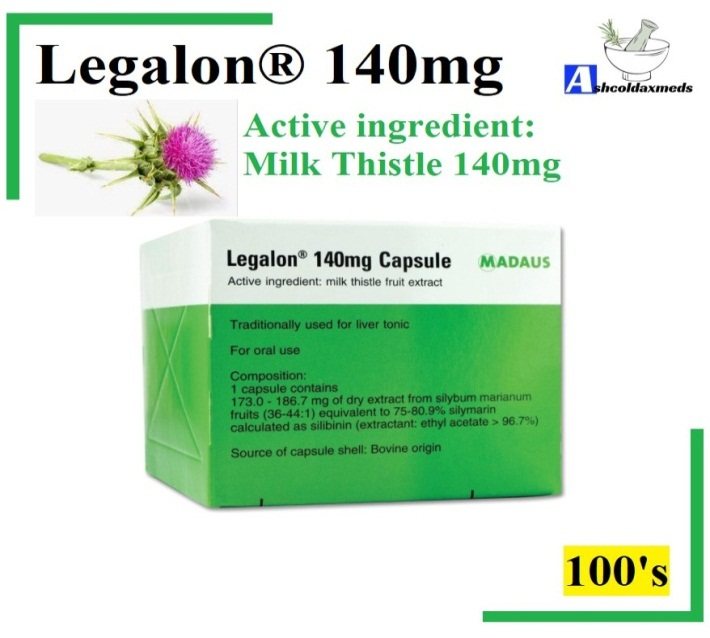 Legalon® 140mg
Ashcoldaxmeds
Active ingredient:
Milk Thistle 140mg
Legalon® 140mg Capsule
MADAUS
Active ingredient: milk thistle fruit extract
Traditionally used for liver tonic
For oral use
Composition:
1 capsule contains
173.0 - 186.7 mg of dry extract from silybum marianum
fruits (36-44:1) equivalent to 75-80.9% silymarin
calculated as silibinin (extractant: ethyl acetate > 96.7%)
Source of capsule shell: Bovine origin
100's